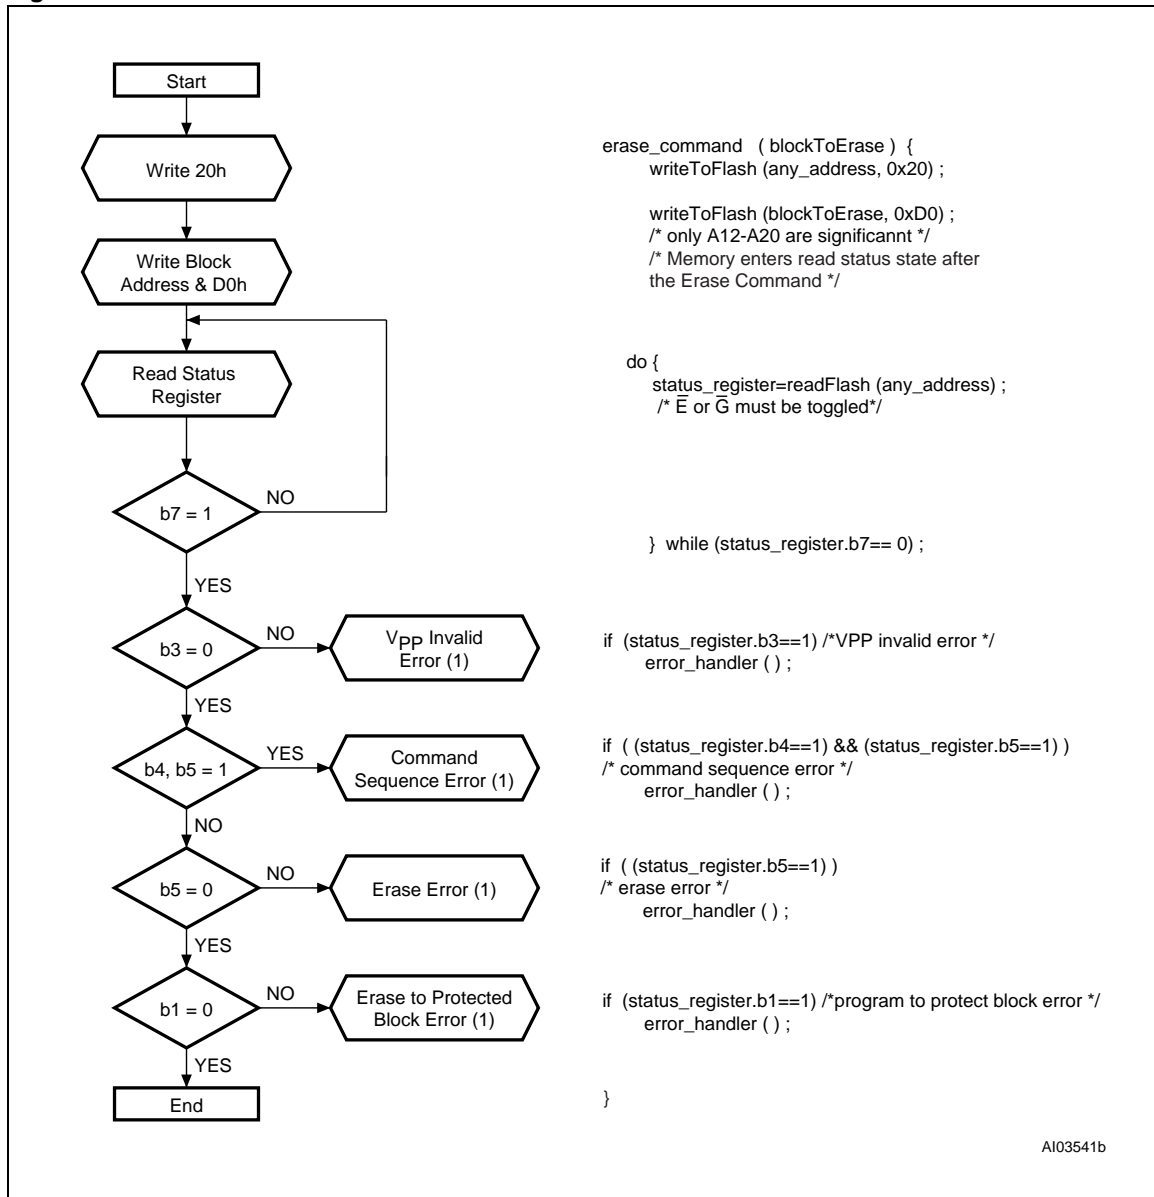 Start
Write 20h
Write Block
Address & D0h
Read Status
Register
b7 = 1
NO
YES
b3 = 0
NO
VPP Invalid
Error (1)
YES
b4, b5 = 1
YES
Command
Sequence Error (1)
NO
b5 = 0
NO
Erase Error (1)
YES
b1 = 0
NO
Erase to Protected
Block Error (1)
YES
End
erase_command ( blockToErase ) {
writeToFlash (any_address, 0x20) ;
writeToFlash (blockToErase, 0xD0) ;
/* only A12-A20 are significannt */
/* Memory enters read status state after
the Erase Command */
do {
status_register=readFlash (any_address) ;
/* E̅ or G̅ must be toggled*/
} while (status_register.b7== 0) ;
if (status_register.b3==1) /*VPP invalid error */
error_handler ( ) ;
if ( (status_register.b4==1) && (status_register.b5==1) )
/* command sequence error */
error_handler ( ) ;
if ( (status_register.b5==1) )
/* erase error */
error_handler ( ) ;
if (status_register.b1==1) /*program to protect block error */
error_handler ( ) ;
}
AI03541b